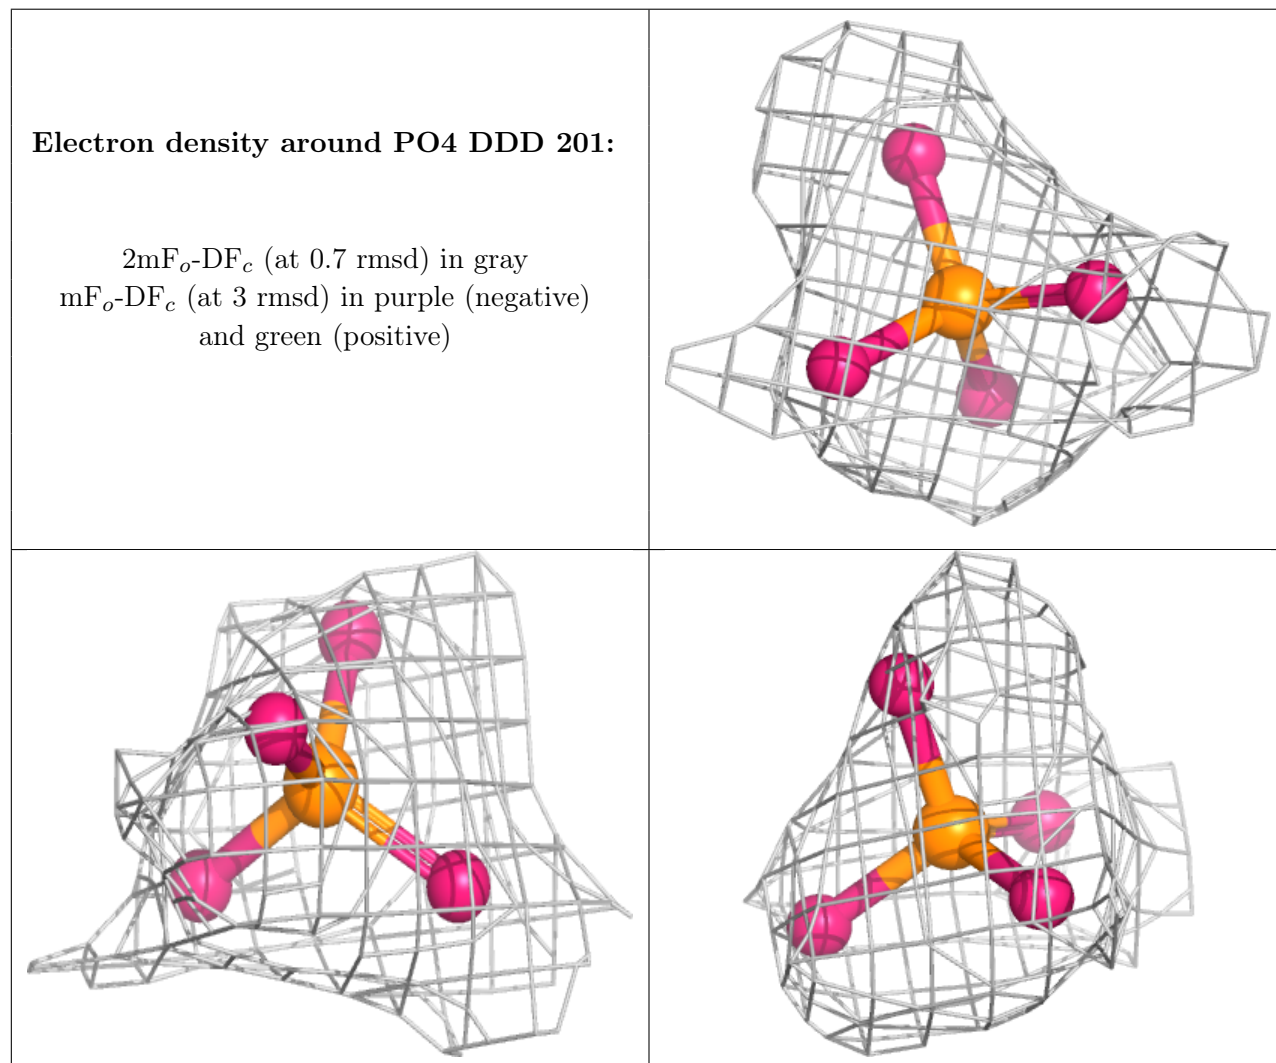 Electron density around PO4 DDD 201:
2mFo-DFc (at 0.7 rmsd) in gray
mFo-DFc (at 3 rmsd) in purple (negative)
and green (positive)